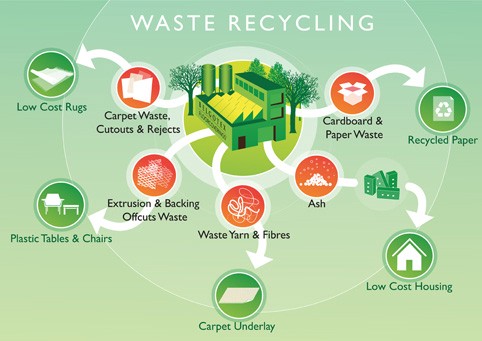 WASTE RECYCLING
Low Cost Rugs
Carpet Waste,
Cutouts & Rejects
Cardboard &
Paper Waste
Recycled Paper
Extrusion & Backing
Offcuts Waste
Waste Yarn & Fibres
Ash
Plastic Tables & Chairs
Low Cost Housing
Carpet Underlay